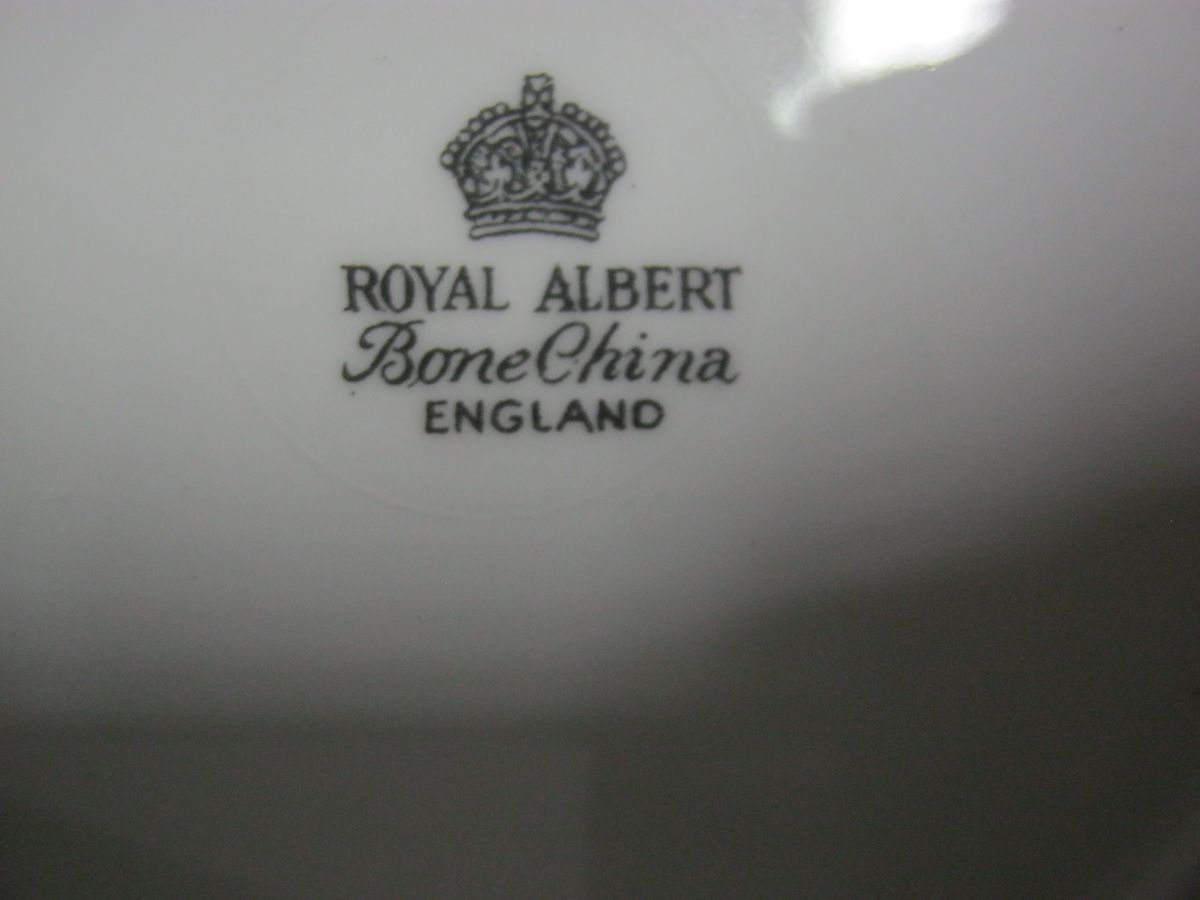 ROYAL ALBERT
Bone China
ENGLAND